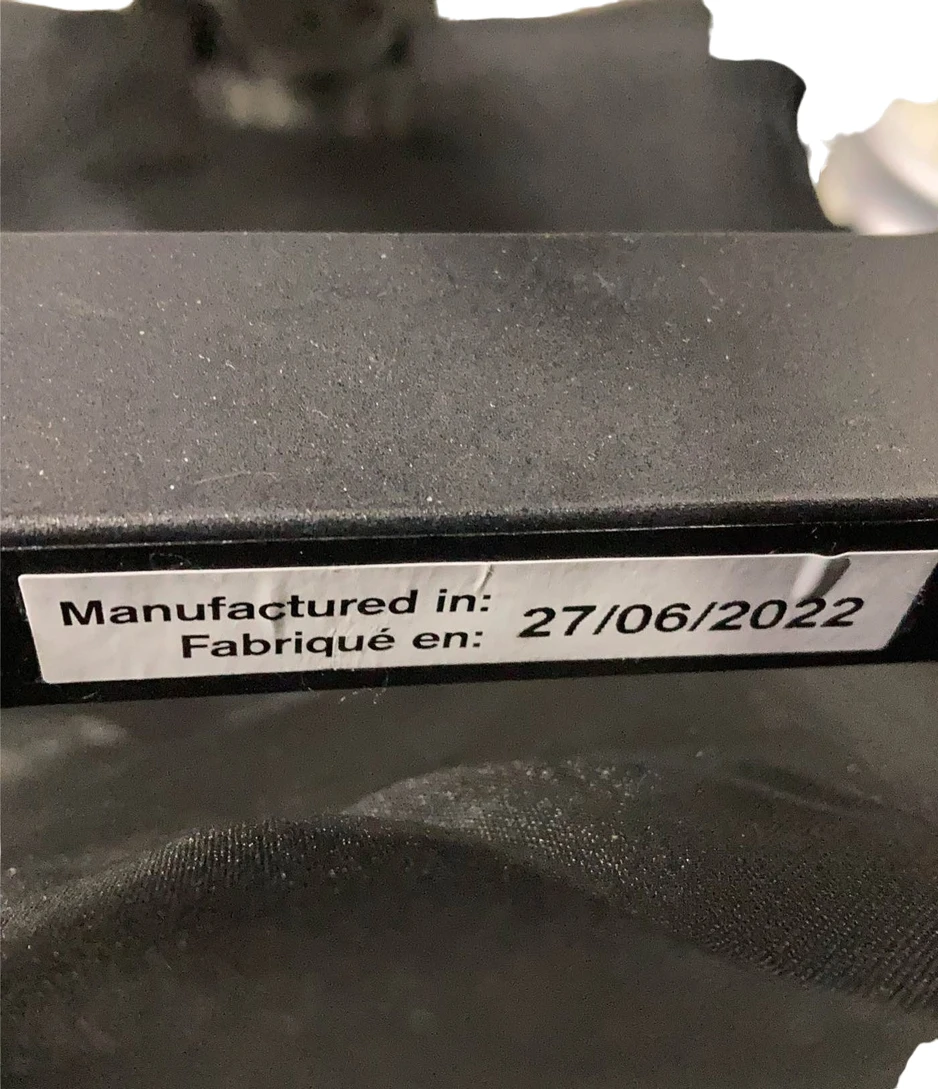 Manufactured in: 27/06/2022
Fabriqué en: